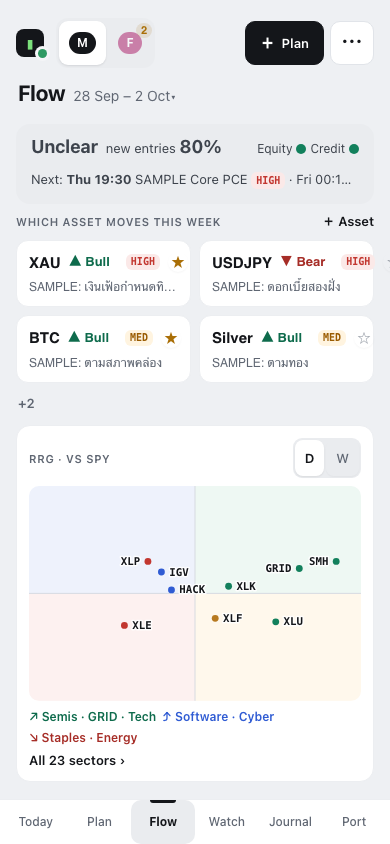 M F 2 + Plan ...
Flow 28 Sep – 2 Oct▾
Unclear new entries 80% Equity Credit
Next: Thu 19:30 SAMPLE Core PCE HIGH · Fri 00:1…
WHICH ASSET MOVES THIS WEEK + Asset
XAU ▲ Bull HIGH ★
SAMPLE: เงินเฟ้อกำหนดทิ…
USDJPY ▼ Bear HIGH
SAMPLE: ดอกเบี้ยสองฝั่ง
BTC ▲ Bull MED ★
SAMPLE: ตามสภาพคล่อง
Silver ▲ Bull MED ☆
SAMPLE: ตามทอง
+2
RRG · VS SPY D W
XLP
IGV
HACK
XLK
GRID
SMH
XLE
XLF
XLU
↗ Semis · GRID · Tech ⤴ Software · Cyber
↘ Staples · Energy
All 23 sectors ›
Today Plan Flow Watch Journal Port